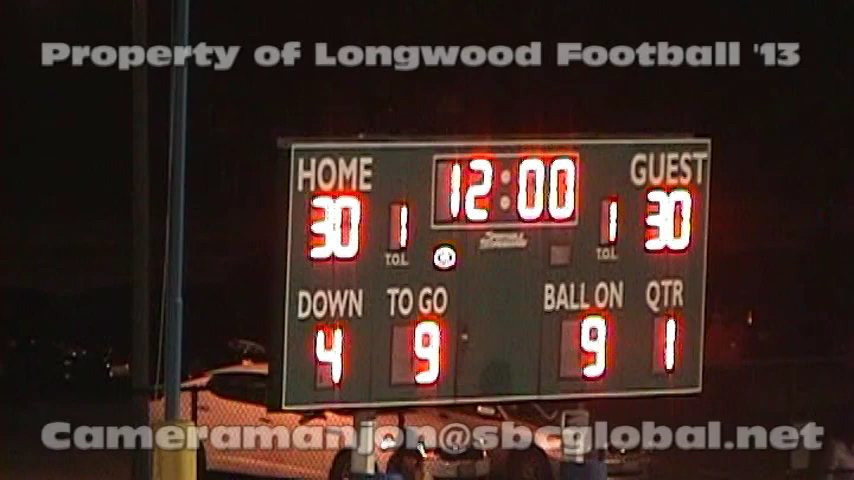 Property of Longwood Football '13
HOME 12:00 GUEST
30 1 1 30
T.O.L. T.O.L.
DOWN TO GO BALL ON QTR
4 9 9 1
Cameramanjon@sbcglobal.net